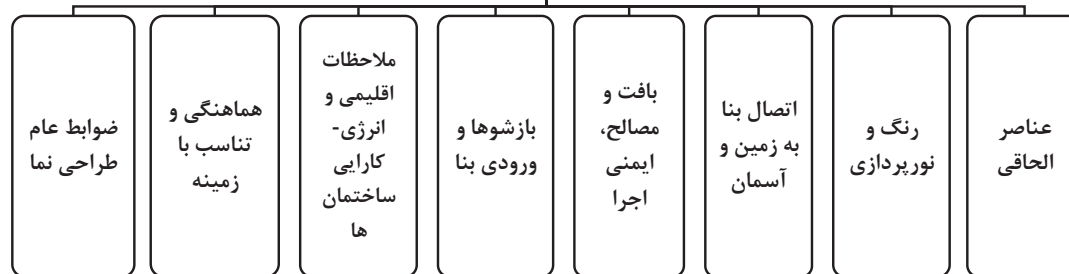 عناصر
الحاقی
رنگ و
نورپردازی
اتصال بنا
به زمین و
آسمان
بافت و
مصالح،
ایمنی
اجرا
بازشوها و
ورودی بنا
ملاحظات
اقلیمی و
انرژی-
کارایی
ساختمان
ها
هماهنگی و
تناسب با
زمینه
ضوابط عام
طراحی نما